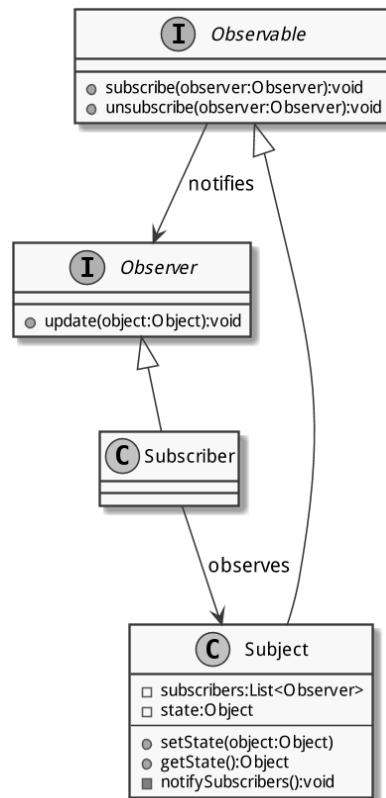 I Observable
subscribe(observer:Observer):void
unsubscribe(observer:Observer):void
notifies
I Observer
update(object:Object):void
C Subscriber
observes
C Subject
subscribers:List<Observer>
state:Object
setState(object:Object)
getState():Object
notifySubscribers():void